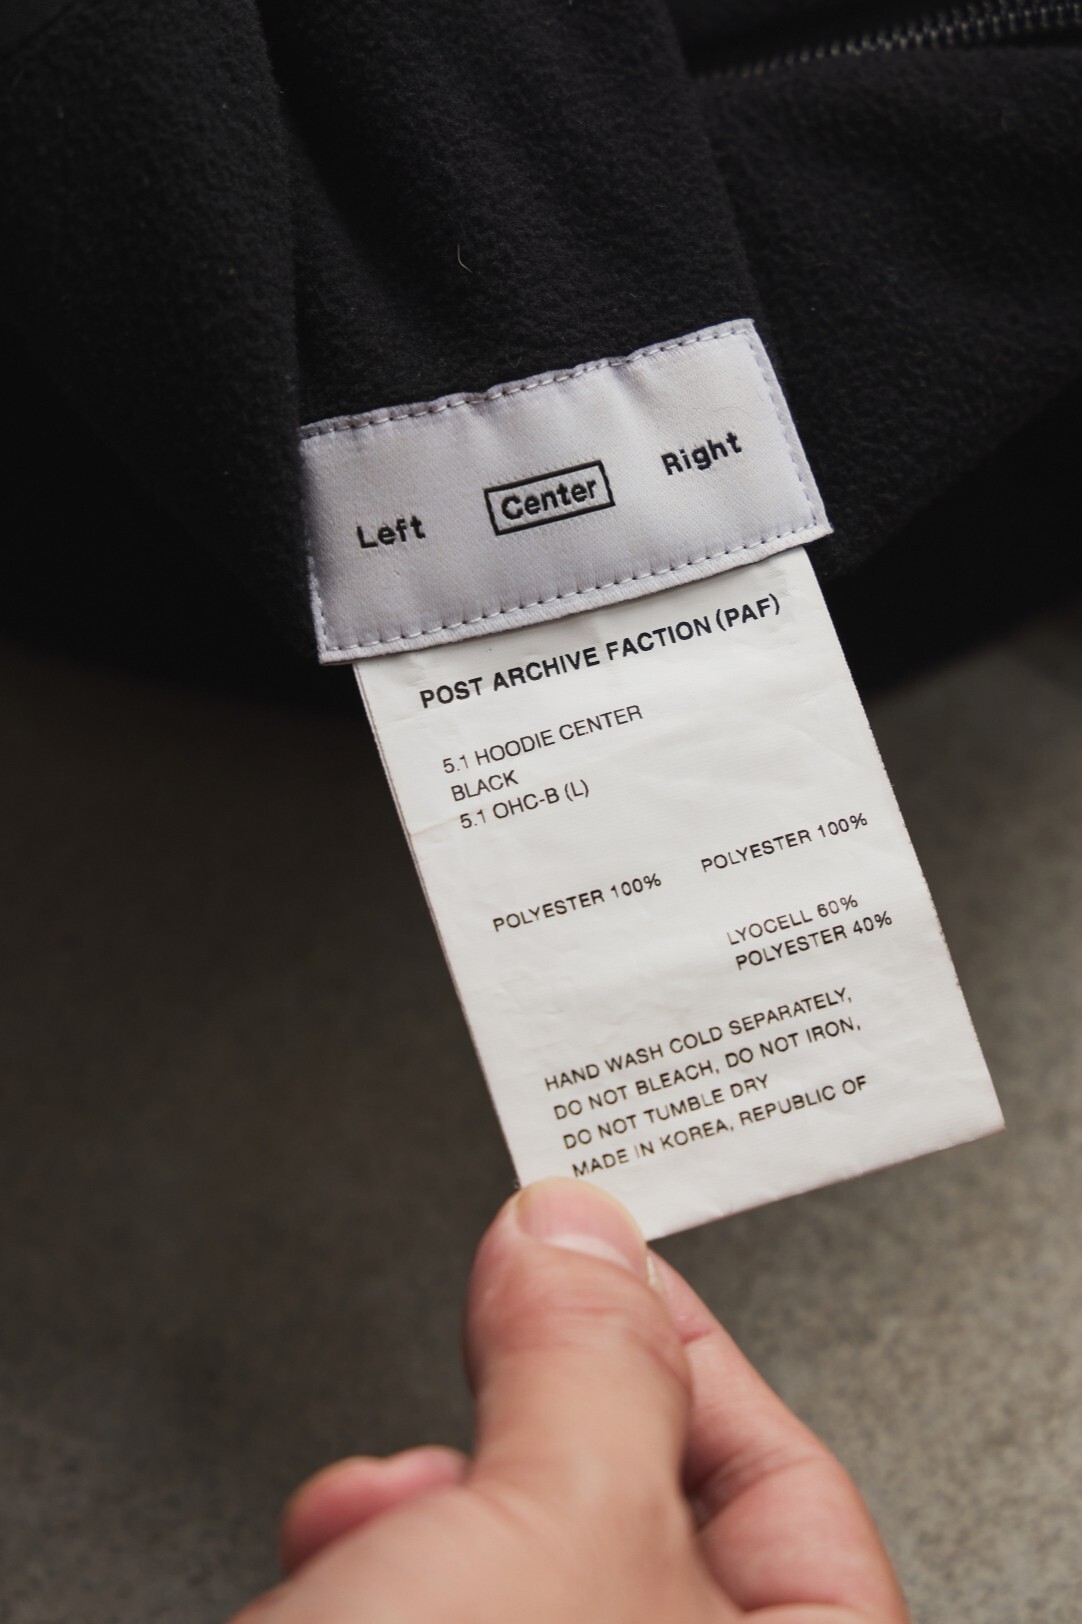 Left Center Right
POST ARCHIVE FACTION (PAF)
5.1 HOODIE CENTER
BLACK
5.1 OHC-B (L)
POLYESTER 100% POLYESTER 100%
LYOCELL 60%
POLYESTER 40%
HAND WASH COLD SEPARATELY,
DO NOT BLEACH, DO NOT IRON,
DO NOT TUMBLE DRY
MADE IN KOREA, REPUBLIC OF